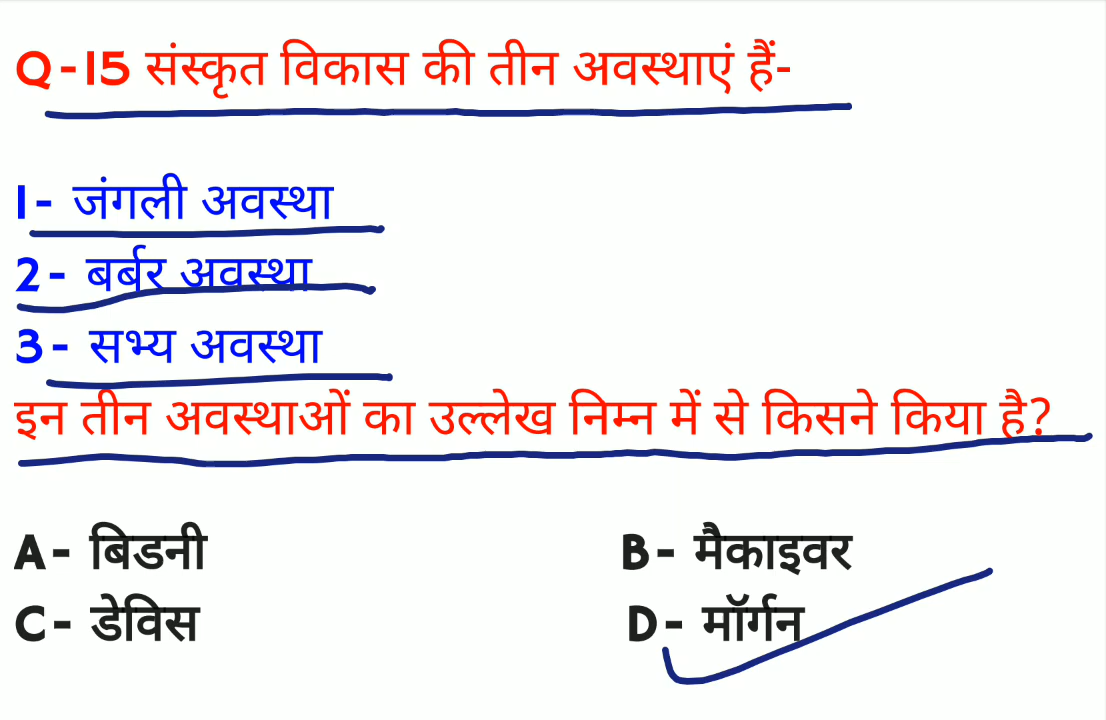 Q-15 संस्कृत विकास की तीन अवस्थाएं हैं-
1- जंगली अवस्था
2- बर्बर अवस्था
3- सभ्य अवस्था
इन तीन अवस्थाओं का उल्लेख निम्न में से किसने किया है?
A- बिडनी B- मैकाइवर
C- डेविस D- मॉर्गन